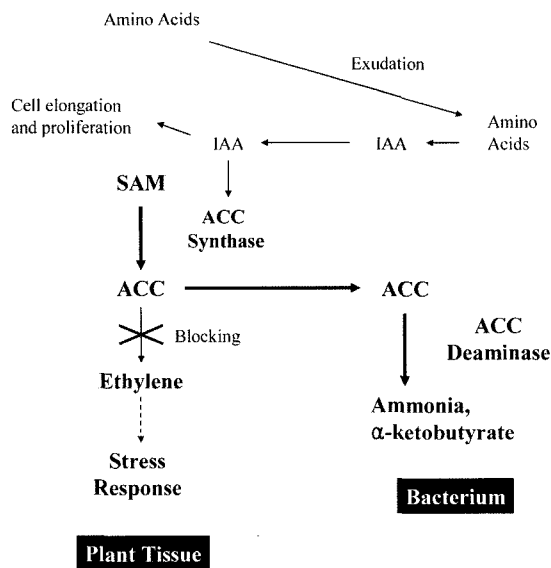 Amino Acids
Exudation
Cell elongation
and proliferation
IAA
IAA
Amino
Acids
SAM
ACC
Synthase
ACC
ACC
Blocking
ACC
Deaminase
Ethylene
Ammonia,
α-ketobutyrate
Stress
Response
Bacterium
Plant Tissue